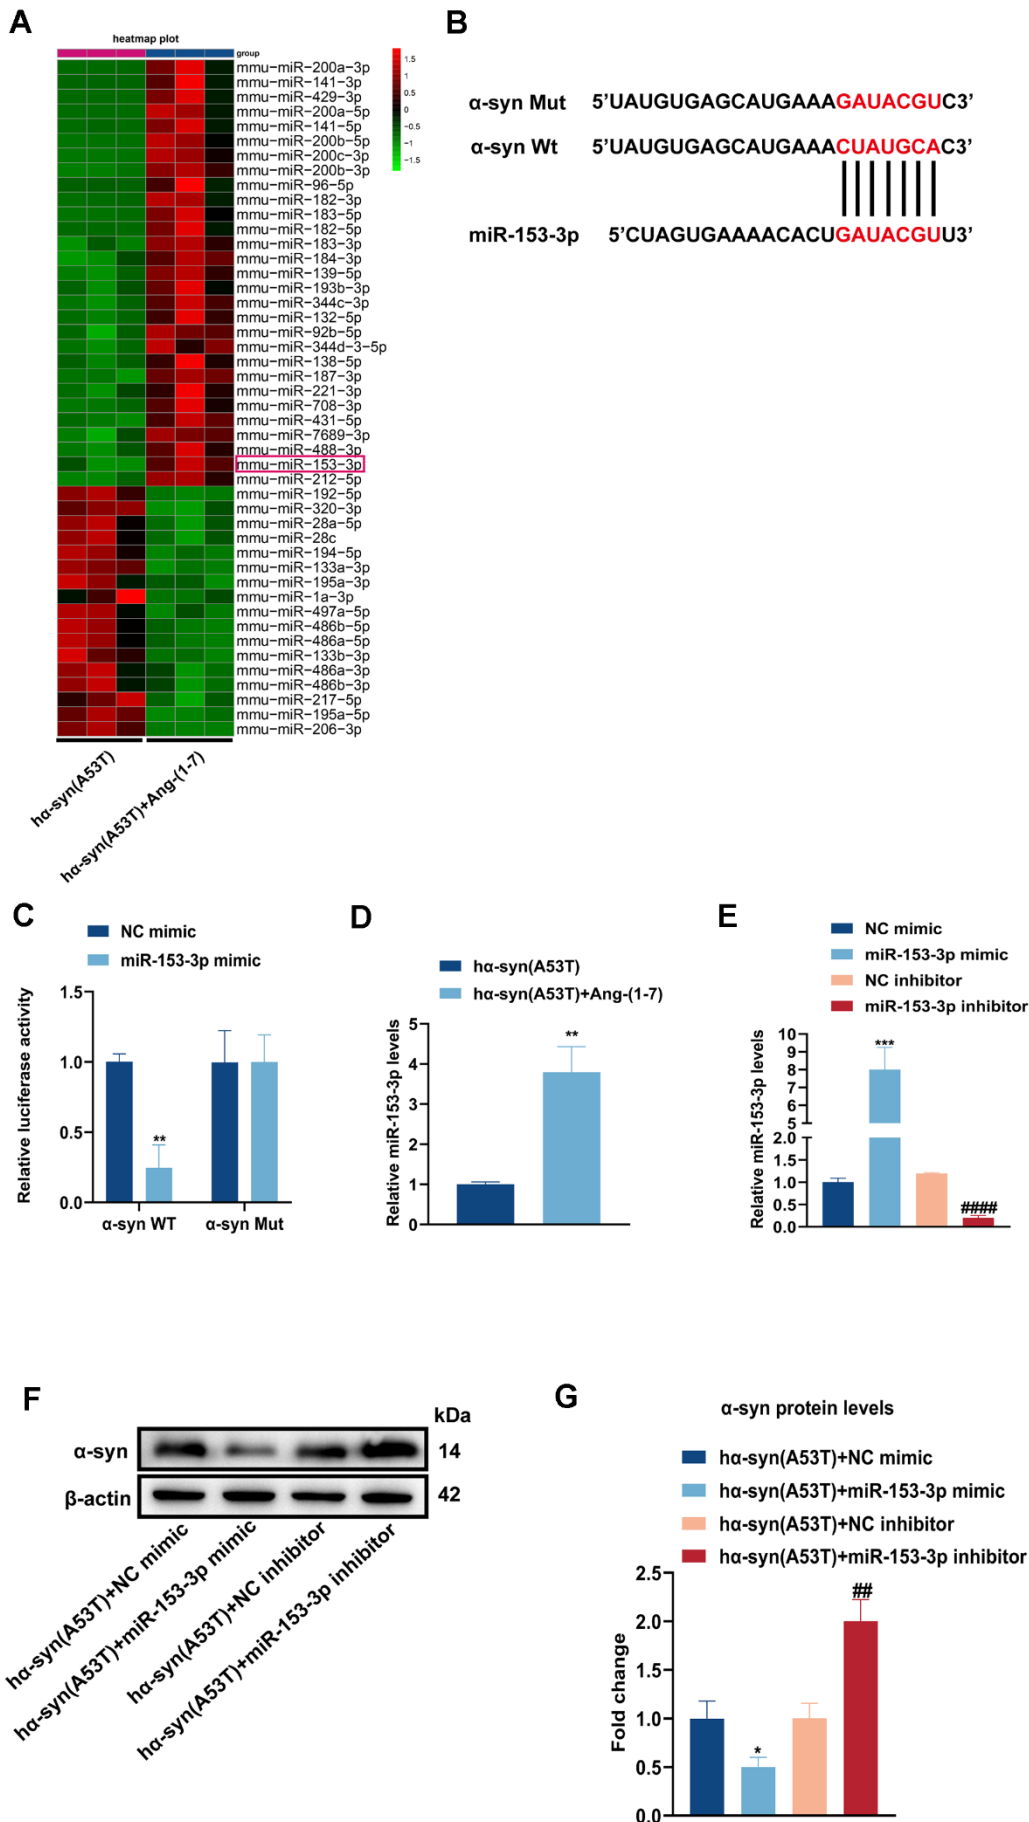 A
heatmap plot
group
mmu-miR-200a-3p
mmu-miR-141-3p
mmu-miR-429-3p
mmu-miR-200a-5p
mmu-miR-141-5p
mmu-miR-200b-5p
mmu-miR-200c-3p
mmu-miR-200b-3p
mmu-miR-96-5p
mmu-miR-182-3p
mmu-miR-183-5p
mmu-miR-182-5p
mmu-miR-183-3p
mmu-miR-184-3p
mmu-miR-139-5p
mmu-miR-193b-3p
mmu-miR-344c-3p
mmu-miR-132-5p
mmu-miR-92b-5p
mmu-miR-344d-3-5p
mmu-miR-138-5p
mmu-miR-187-3p
mmu-miR-221-3p
mmu-miR-708-3p
mmu-miR-431-5p
mmu-miR-7689-3p
mmu-miR-488-3p
mmu-miR-153-3p
mmu-miR-212-5p
mmu-miR-192-5p
mmu-miR-320-3p
mmu-miR-28a-5p
mmu-miR-28c
mmu-miR-194-5p
mmu-miR-133a-3p
mmu-miR-195a-3p
mmu-miR-1a-3p
mmu-miR-497a-5p
mmu-miR-486b-5p
mmu-miR-486a-5p
mmu-miR-133b-3p
mmu-miR-486a-3p
mmu-miR-486b-3p
mmu-miR-217-5p
mmu-miR-195a-5p
mmu-miR-206-3p
1.5
1
0.5
0
-0.5
-1
-1.5
hα-syn(A53T)
hα-syn(A53T)+Ang-(1-7)
B
α-syn Mut 5'UAUGUGAGCAUGAAAGAUACGUC3'
α-syn Wt 5'UAUGUGAGCAUGAAACUAUGCAC3'
miR-153-3p 5'CUAGUGAAAACACUGAUACGUU3'
C
NC mimic
miR-153-3p mimic
Relative luciferase activity
1.5
1.0
0.5
0.0
**
α-syn WT
α-syn Mut
D
hα-syn(A53T)
hα-syn(A53T)+Ang-(1-7)
Relative miR-153-3p levels
5
4
3
2
1
0
**
E
NC mimic
miR-153-3p mimic
NC inhibitor
miR-153-3p inhibitor
Relative miR-153-3p levels
10
9
8
7
6
5
2.0
1.5
1.0
0.5
0.0
***
####
F
kDa
α-syn
14
β-actin
42
hα-syn(A53T)+NC mimic
hα-syn(A53T)+miR-153-3p mimic
hα-syn(A53T)+NC inhibitor
hα-syn(A53T)+miR-153-3p inhibitor
G
α-syn protein levels
hα-syn(A53T)+NC mimic
hα-syn(A53T)+miR-153-3p mimic
hα-syn(A53T)+NC inhibitor
hα-syn(A53T)+miR-153-3p inhibitor
Fold change
2.5
2.0
1.5
1.0
0.5
0.0
*
##